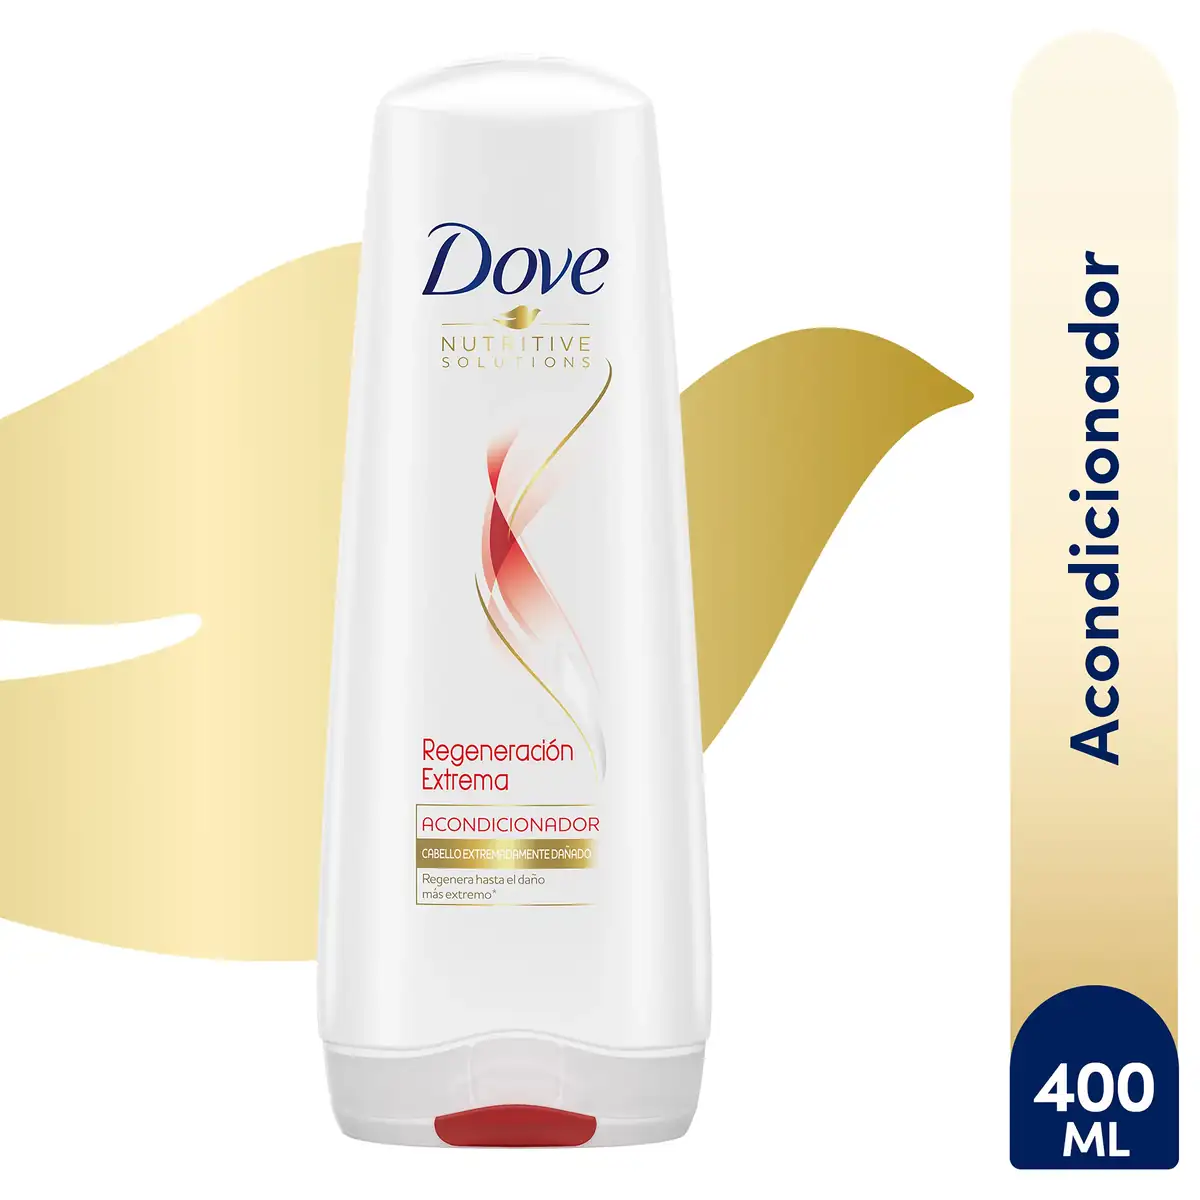 Dove
NUTRITIVE
SOLUTIONS
Regeneración
Extrema
ACONDICIONADOR
CABELLO EXTREMADAMENTE DAÑADO
Regenera hasta el daño
más extremo*
Acondicionador
400
ML